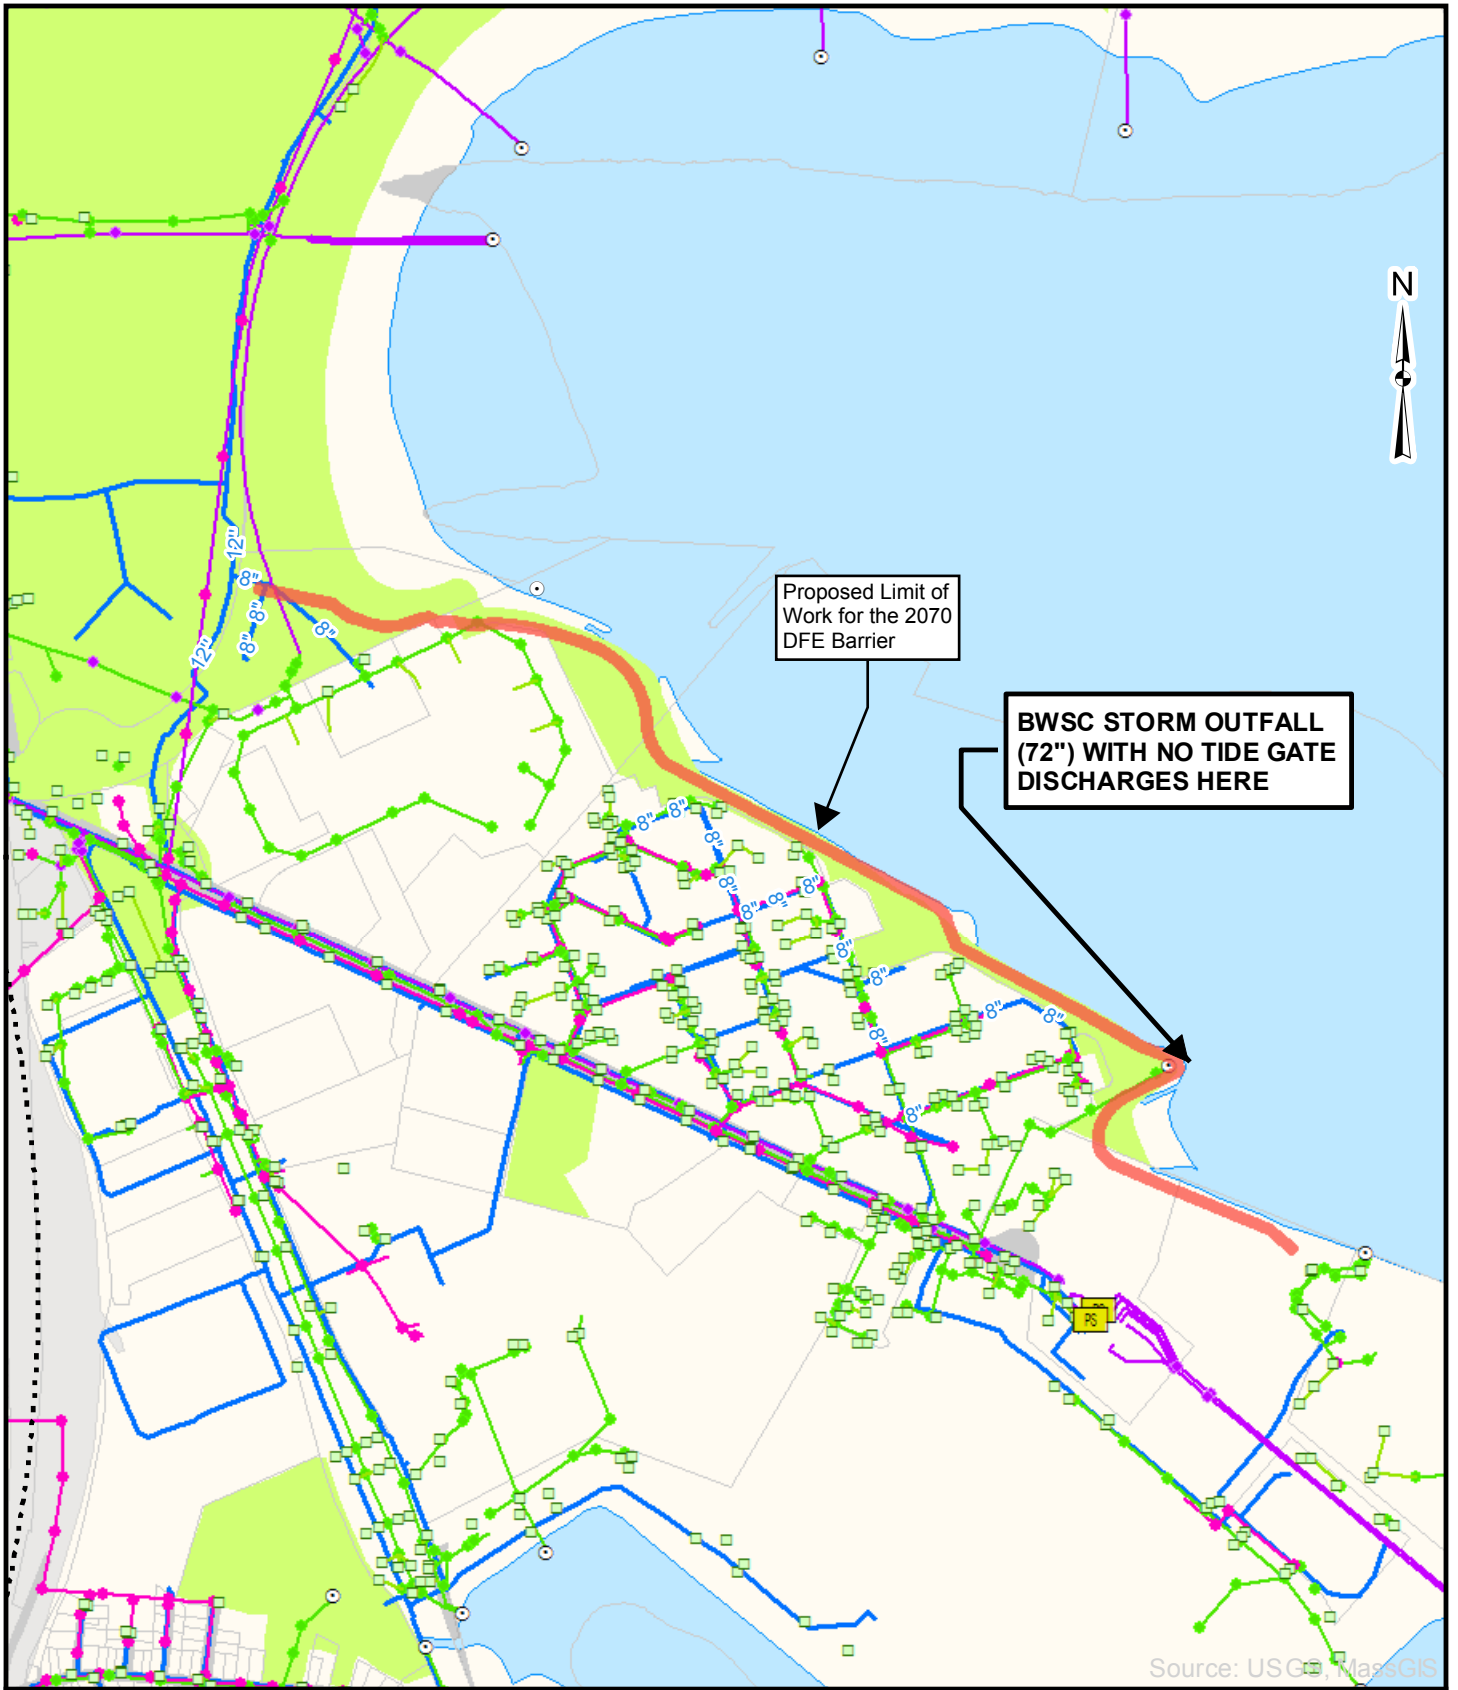 N
12"
8"
8"
8"
8"
12"
Proposed Limit of
Work for the 2070
DFE Barrier
BWSC STORM OUTFALL
(72") WITH NO TIDE GATE
DISCHARGES HERE
8"
8"
8"
8"
8"
8"
8"
8"
8"
8"
8"
8"
8"
PS
Source: USGS, MassGIS